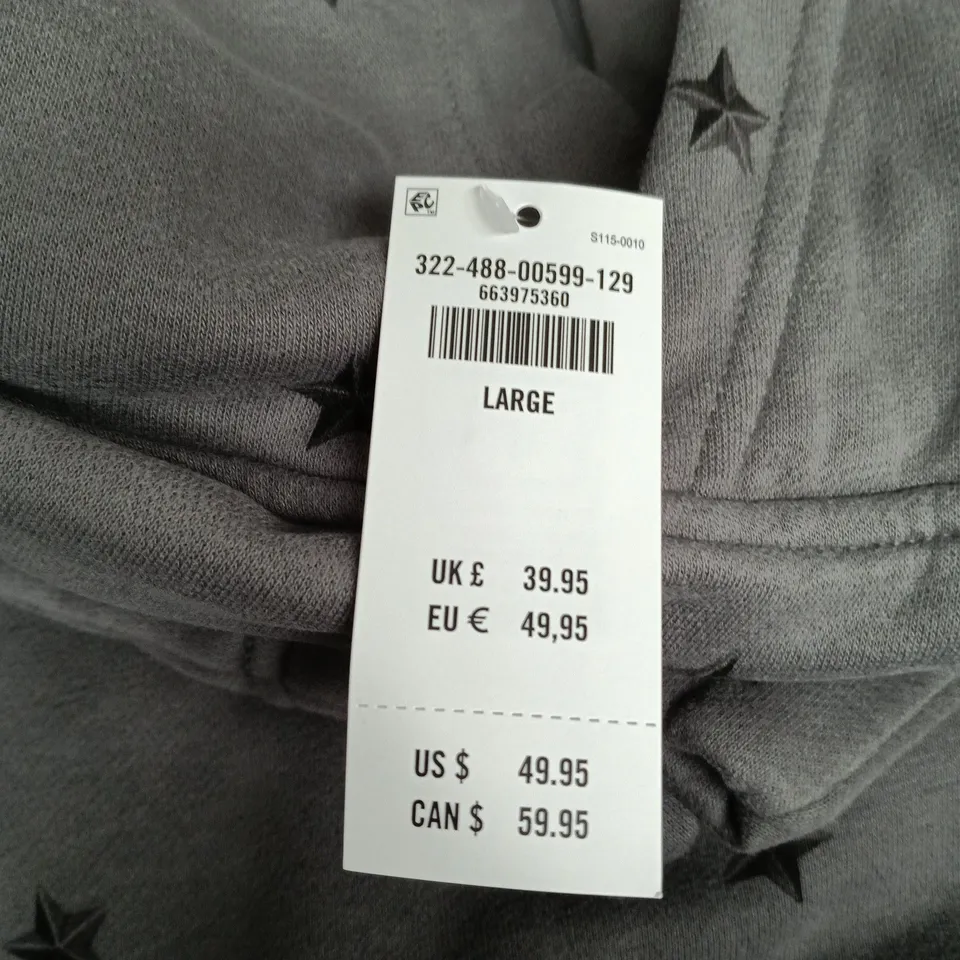 S115-0010
322-488-00599-129
663975360
LARGE
UK £ 39.95
EU € 49,95
US $ 49.95
CAN $ 59.95